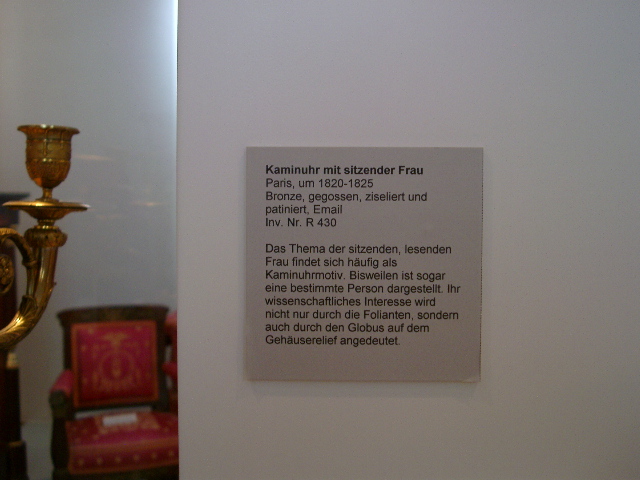 Kaminuhr mit sitzender Frau
Paris, um 1820-1825
Bronze, gegossen, ziseliert und
patiniert, Email
Inv. Nr. R 430
Das Thema der sitzenden, lesenden
Frau findet sich häufig als
Kaminuhrmotiv. Bisweilen ist sogar
eine bestimmte Person dargestellt. Ihr
wissenschaftliches Interesse wird
nicht nur durch die Folianten, sondern
auch durch den Globus auf dem
Gehäuserelief angedeutet.